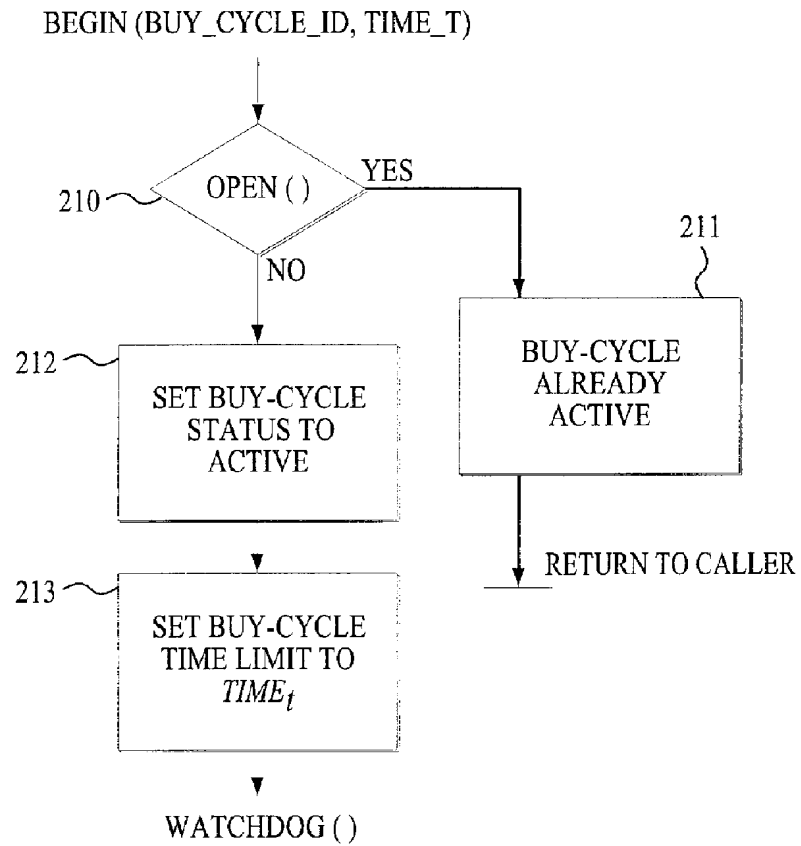 BEGIN (BUY_CYCLE_ID, TIME_T)
OPEN ( )
YES
210
NO
211
BUY-CYCLE
ALREADY
ACTIVE
212
SET BUY-CYCLE
STATUS TO
ACTIVE
RETURN TO CALLER
213
SET BUY-CYCLE
TIME LIMIT TO
TIMEt
WATCHDOG ( )